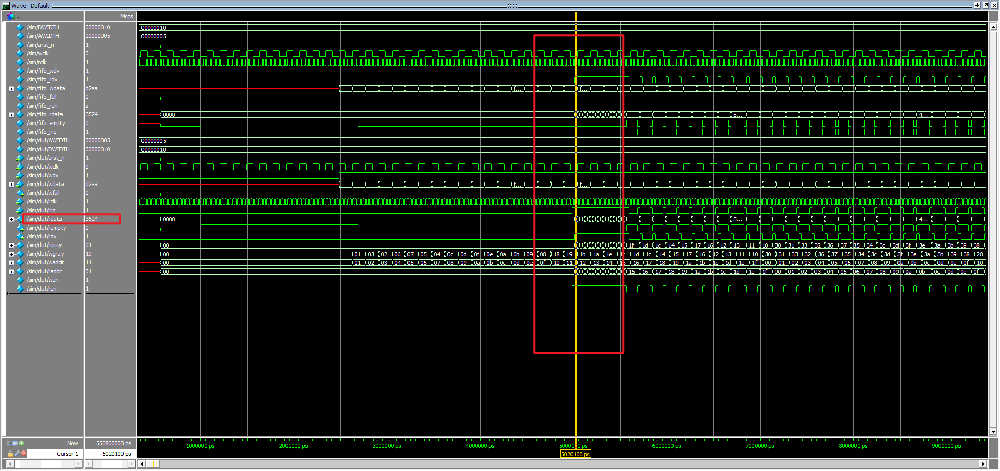 Wave - Default
Msgs
/sim/DWIDTH 00000010 00000010
/sim/AWIDTH 00000005 00000005
/sim/arst_n 1
/sim/wclk 0
/sim/rclk 1
/sim/fifo_wdv 1
/sim/fifo_rdv 1
/sim/fifo_wdata d2aa f... f...
/sim/fifo_full 0
/sim/fifo_ren z
/sim/fifo_rdata 3524 0000 5... 4...
/sim/fifo_empty 0
/sim/fifo_rrq 1
/sim/dut/AWIDTH 00000005 00000005
/sim/dut/DWIDTH 00000010 00000010
/sim/dut/arst_n 1
/sim/dut/wclk 0
/sim/dut/wdv 1
/sim/dut/wdata d2aa f... f...
/sim/dut/wfull 0
/sim/dut/rclk 1
/sim/dut/rrq 1
/sim/dut/rdata 3524 0000 5... 4...
/sim/dut/rempty 0
/sim/dut/rdv 1
/sim/dut/rgray 01 00 1f 1d 1c 14 15 17 16 12 13 11 10 30 31 33 32 36 37 35 34 3c 3d 3f 3e 3a 3b 39 38
/sim/dut/wgray 19 00 01 03 02 06 07 05 04 0c 0d 0f 0e 0a 0b 09 08 18 19 1b 1a 1e 1f 1d 1c 14 15 17 16 12 13 11 10 30 31 33 32 36 37 35 34 3c 3d 3f 3e 3a 3b 39 38 28
/sim/dut/waddr 11 00 01 02 03 04 05 06 07 08 09 0a 0b 0c 0d 0e 0f 10 11 12 13 14 15 16 17 18 19 1a 1b 1c 1d 1e 1f 00 01 02 03 04 05 06 07 08 09 0a 0b 0c 0d 0e 0f 10
/sim/dut/raddr 01 00 15 16 17 18 19 1a 1b 1c 1d 1e 1f 00 01 02 03 04 05 06 07 08 09 0a 0b 0c 0d 0e 0f
/sim/dut/wen 1
/sim/dut/ren 1
Now 553800000 ps 1000000 ps 2000000 ps 3000000 ps 4000000 ps 5000000 ps 6000000 ps 7000000 ps 8000000 ps 9000000 ps
Cursor 1 5020100 ps 5020100 ps